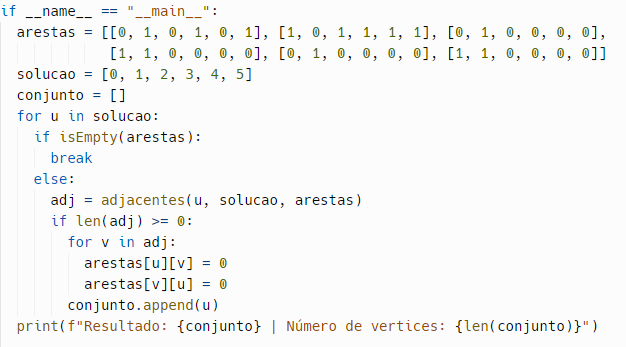 if __name__ == "__main__":
  arestas = [[0, 1, 0, 1, 0, 1], [1, 0, 1, 1, 1, 1], [0, 1, 0, 0, 0, 0],
             [1, 1, 0, 0, 0, 0], [0, 1, 0, 0, 0, 0], [1, 1, 0, 0, 0, 0]]
  solucao = [0, 1, 2, 3, 4, 5]
  conjunto = []
  for u in solucao:
    if isEmpty(arestas):
      break
    else:
      adj = adjacentes(u, solucao, arestas)
      if len(adj) >= 0:
        for v in adj:
          arestas[u][v] = 0
          arestas[v][u] = 0
        conjunto.append(u)
  print(f"Resultado: {conjunto} | Número de vertices: {len(conjunto)}")